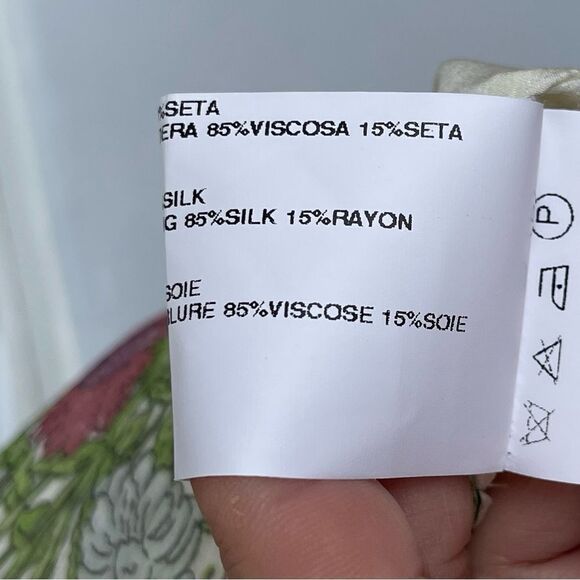 %SETA
ERA 85%VISCOSA 15%SETA
SILK
G 85%SILK 15%RAYON
SOIE
LURE 85%VISCOSE 15%SOIE
P